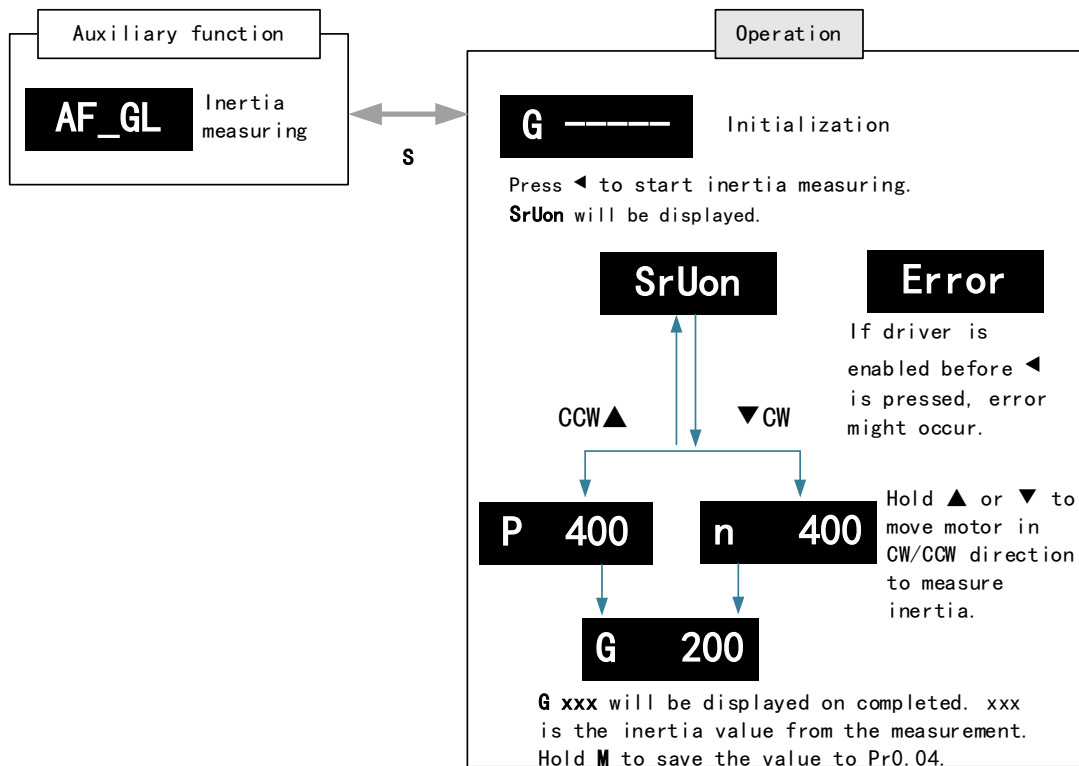 Auxiliary function
AF_GL
Inertia
measuring
S
Operation
G -----
Initialization
Press ◄ to start inertia measuring.
SrUon will be displayed.
SrUon
Error
If driver is
enabled before ◄
is pressed, error
might occur.
CCW▲
▼CW
P 400
n 400
Hold ▲ or ▼ to
move motor in
CW/CCW direction
to measure
inertia.
G 200
G xxx will be displayed on completed. xxx
is the inertia value from the measurement.
Hold M to save the value to Pr0.04.